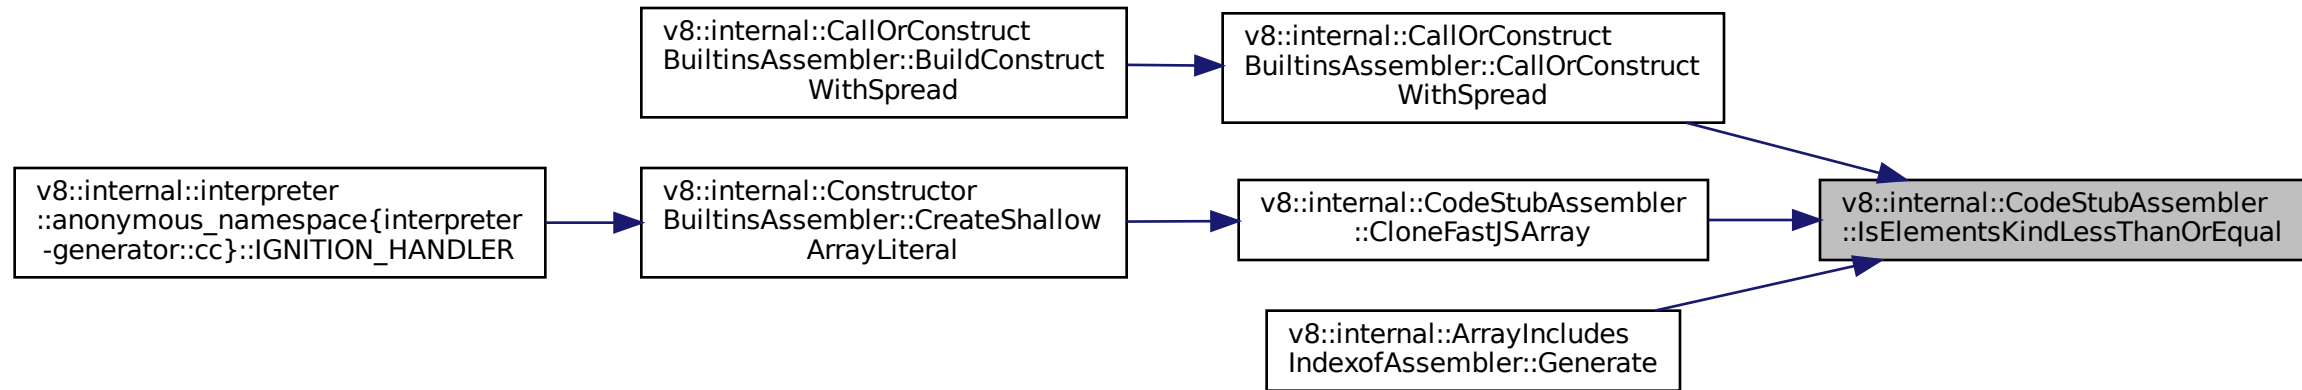 v8::internal::CallOrConstruct
BuiltinsAssembler::BuildConstruct
WithSpread
v8::internal::CallOrConstruct
BuiltinsAssembler::CallOrConstruct
WithSpread
v8::internal::interpreter
::anonymous_namespace{interpreter
-generator::cc}::IGNITION_HANDLER
v8::internal::Constructor
BuiltinsAssembler::CreateShallow
ArrayLiteral
v8::internal::CodeStubAssembler
::CloneFastJSArray
v8::internal::CodeStubAssembler
::IsElementsKindLessThanOrEqual
v8::internal::ArrayIncludes
IndexofAssembler::Generate